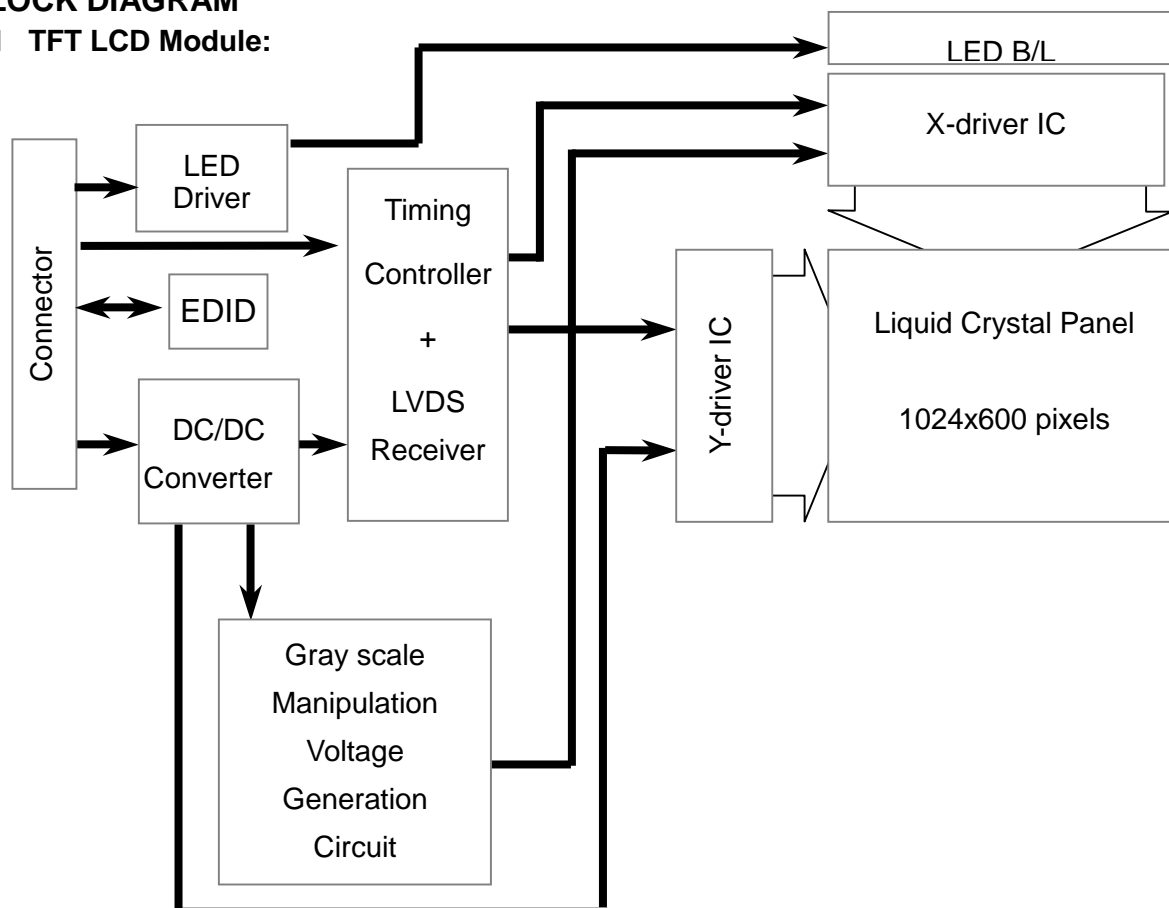 LOCK DIAGRAM
TFT LCD Module:
LED B/L
X-driver IC
LED
Driver
Timing
Controller
+
LVDS
Receiver
Connector
EDID
DC/DC
Converter
Y-driver IC
Liquid Crystal Panel
1024x600 pixels
Gray scale
Manipulation
Voltage
Generation
Circuit